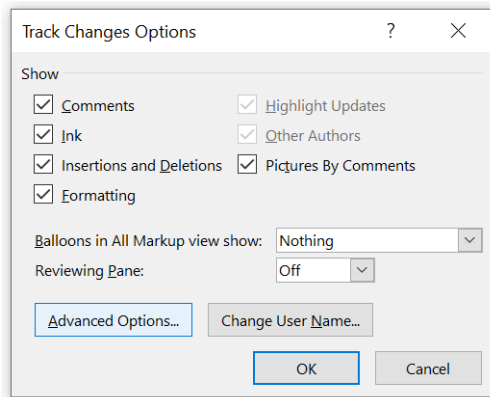 Track Changes Options ?
Show
Comments Highlight Updates
Ink Other Authors
Insertions and Deletions Pictures By Comments
Formatting
Balloons in All Markup view show: Nothing
Reviewing Pane: Off
Advanced Options... Change User Name...
OK Cancel